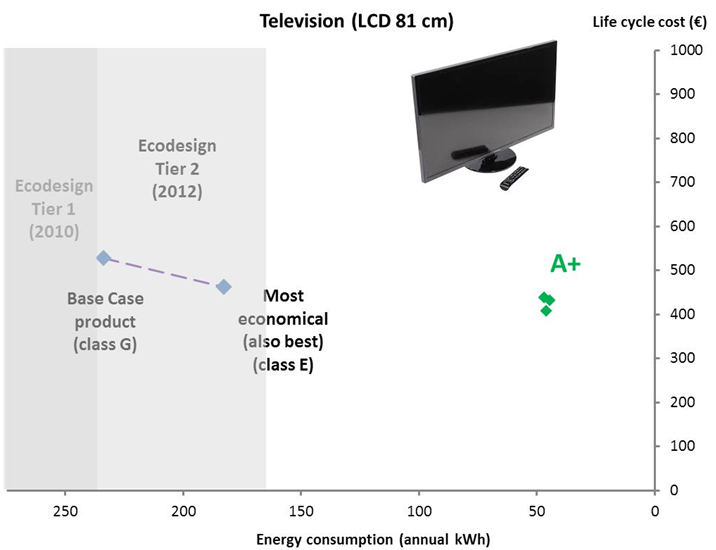 Television (LCD 81 cm)
Life cycle cost (€)
1000
900
800
700
600
500
400
300
200
100
0
Ecodesign
Tier 1
(2010)
Ecodesign
Tier 2
(2012)
Base Case
product
(class G)
Most
economical
(also best)
(class E)
A+
250
200
150
100
50
0
Energy consumption (annual kWh)